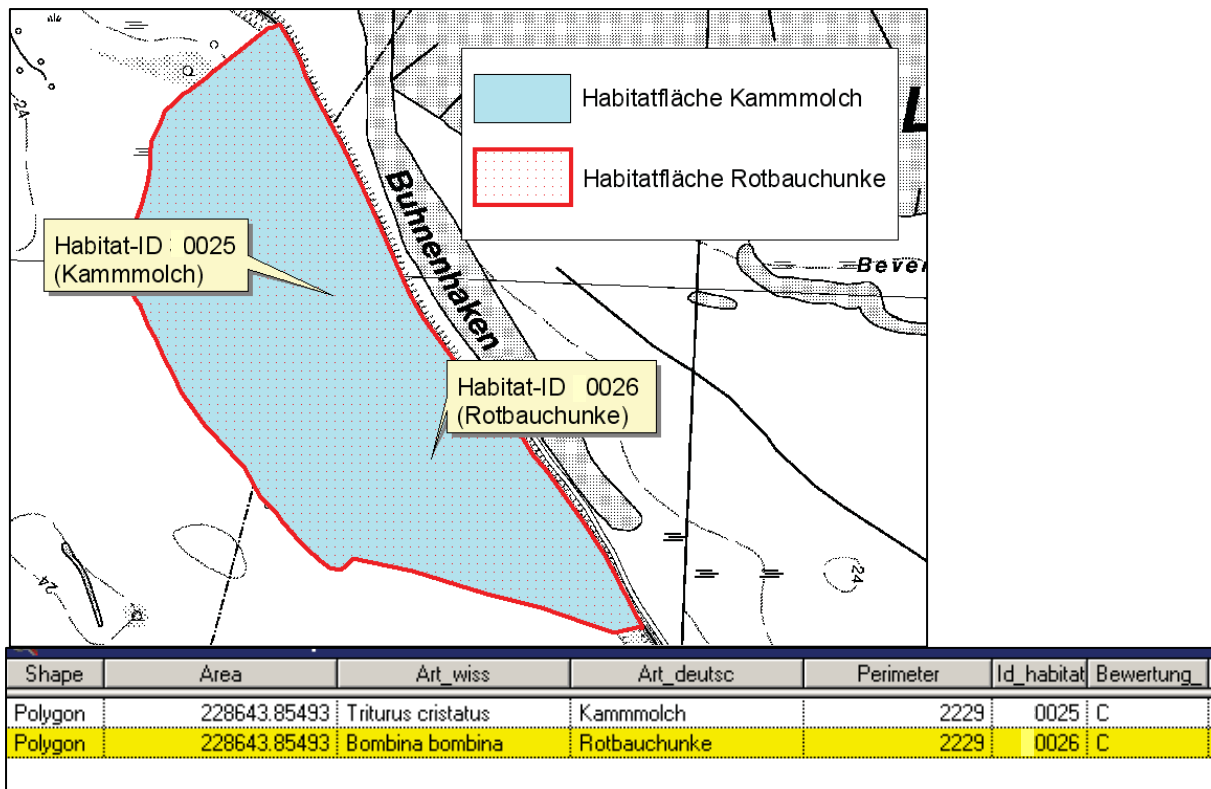 24
Habitatfläche Kammmolch
L
Habitatfläche Rotbauchunke
Buhnenhaken
Habitat-ID : 0025
(Kammmolch)
Bever
Habitat-ID 0026
(Rotbauchunke)
24
24
Shape Area Art_wiss Art_deutsc Perimeter Id_habitat Bewertung_
Polygon 228643.85493 Triturus cristatus Kammmolch 2229 0025 C
Polygon 228643.85493 Bombina bombina Rotbauchunke 2229 0026 C